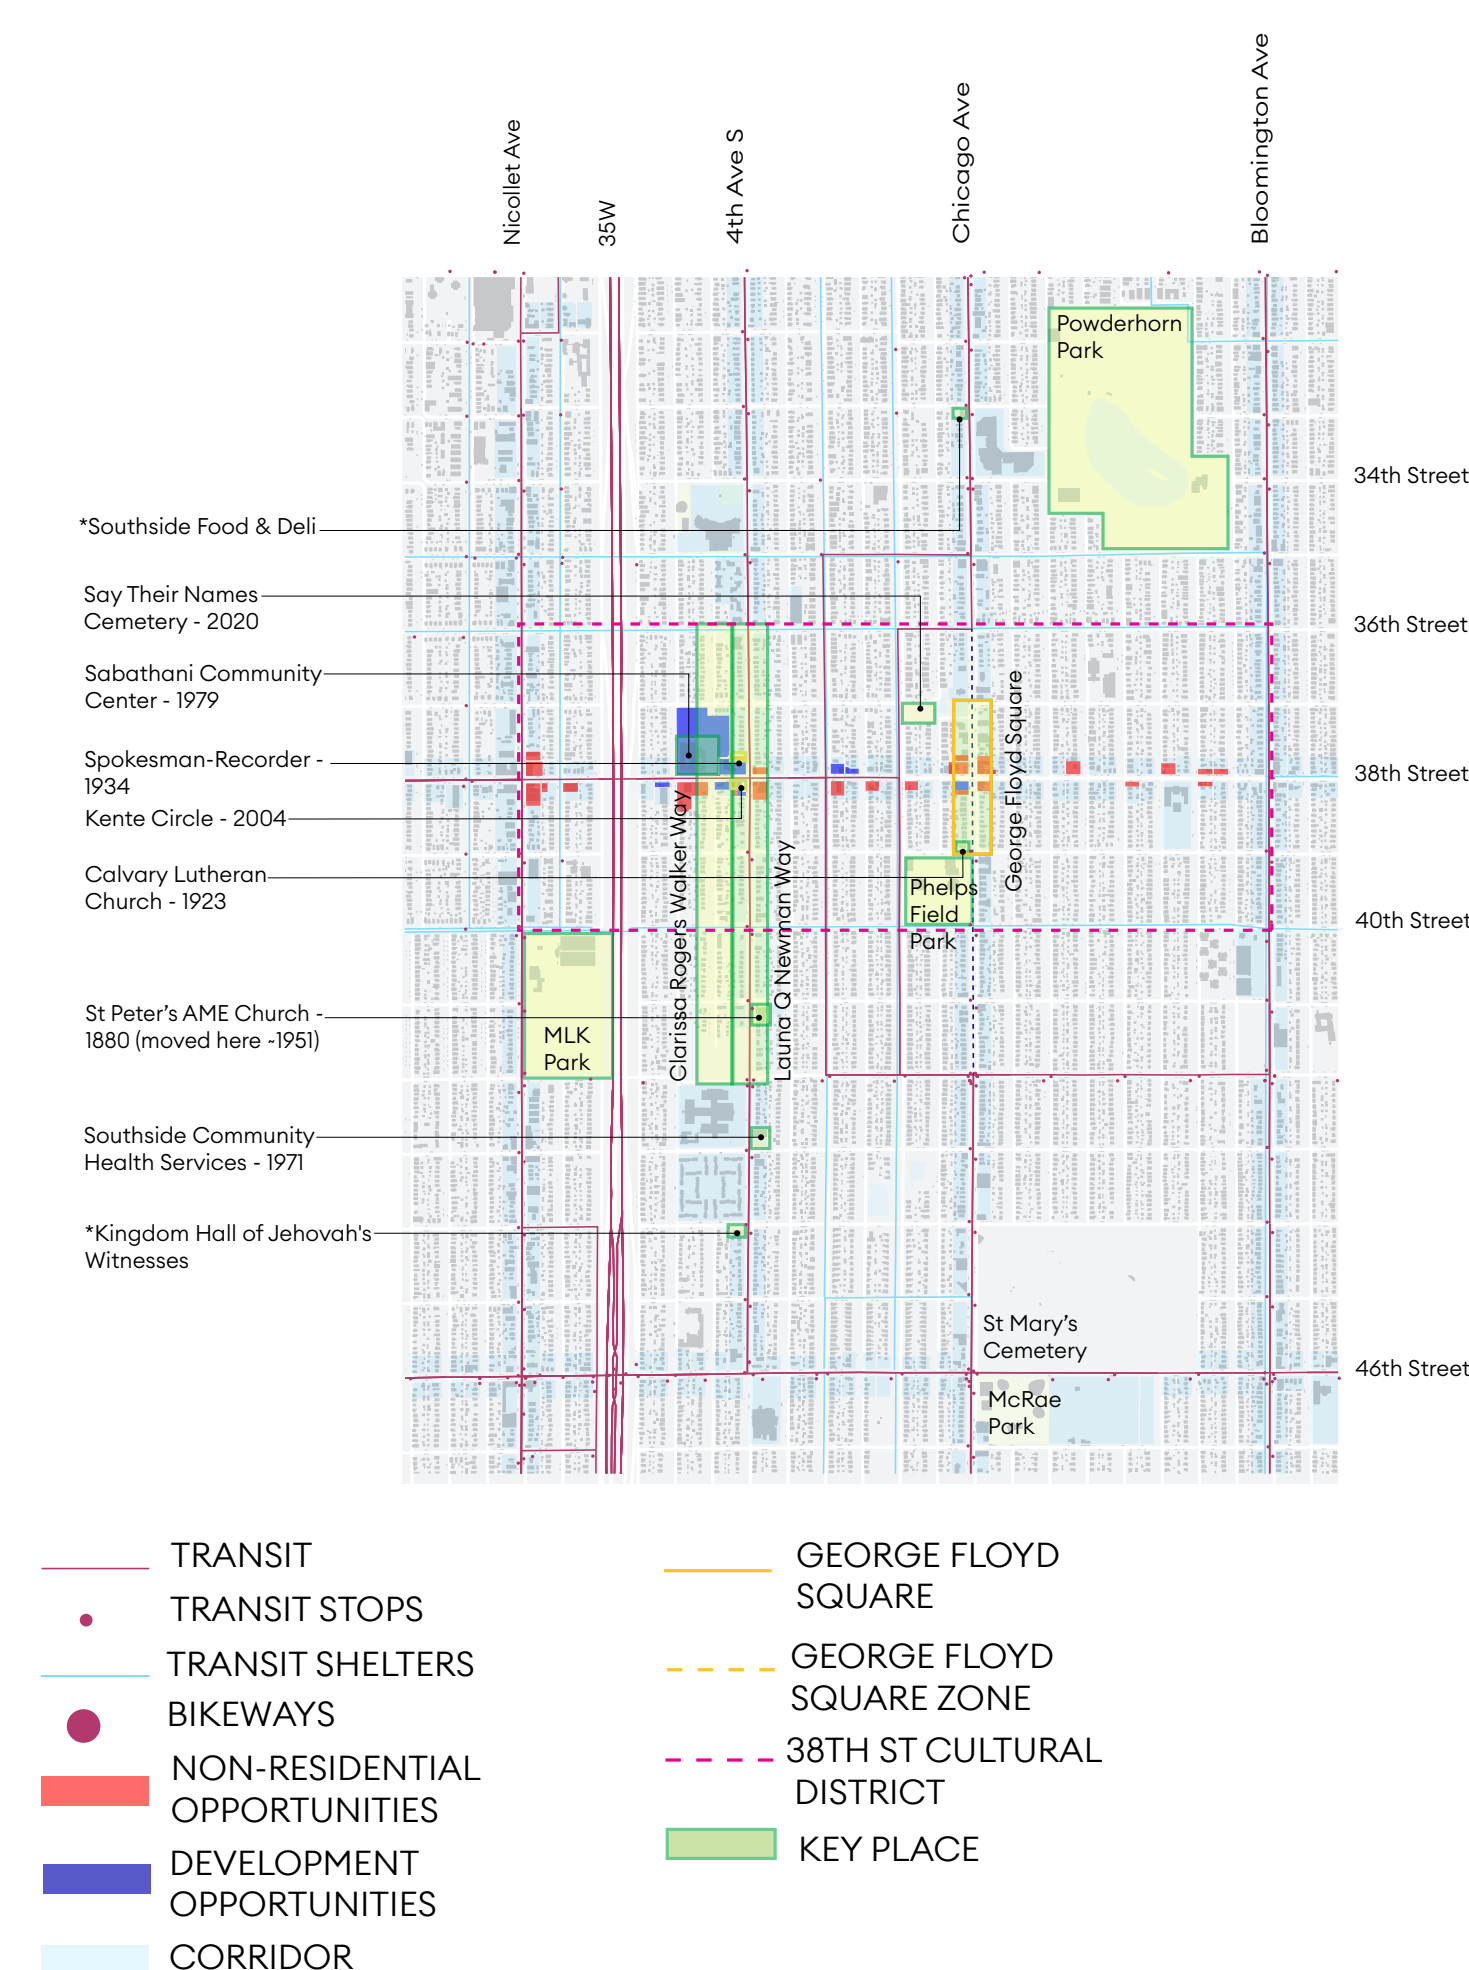 Nicollet Ave
35W
4th Ave S
Chicago Ave
Bloomington Ave
Powderhorn
Park
34th Street
*Southside Food & Deli
Say Their Names
Cemetery - 2020
36th Street
Sabathani Community
Center - 1979
Spokesman-Recorder -
1934
38th Street
Kente Circle - 2004
Clarissa Rogers Walker Way
Launa Q Newman Way
George Floyd Square
Calvary Lutheran
Church - 1923
Phelps
Field
Park
40th Street
St Peter's AME Church -
1880 (moved here ~1951)
MLK
Park
Southside Community
Health Services - 1971
*Kingdom Hall of Jehovah's
Witnesses
St Mary's
Cemetery
46th Street
McRae
Park
TRANSIT
TRANSIT STOPS
TRANSIT SHELTERS
BIKEWAYS
NON-RESIDENTIAL
OPPORTUNITIES
DEVELOPMENT
OPPORTUNITIES
CORRIDOR
GEORGE FLOYD
SQUARE
GEORGE FLOYD
SQUARE ZONE
38TH ST CULTURAL
DISTRICT
KEY PLACE